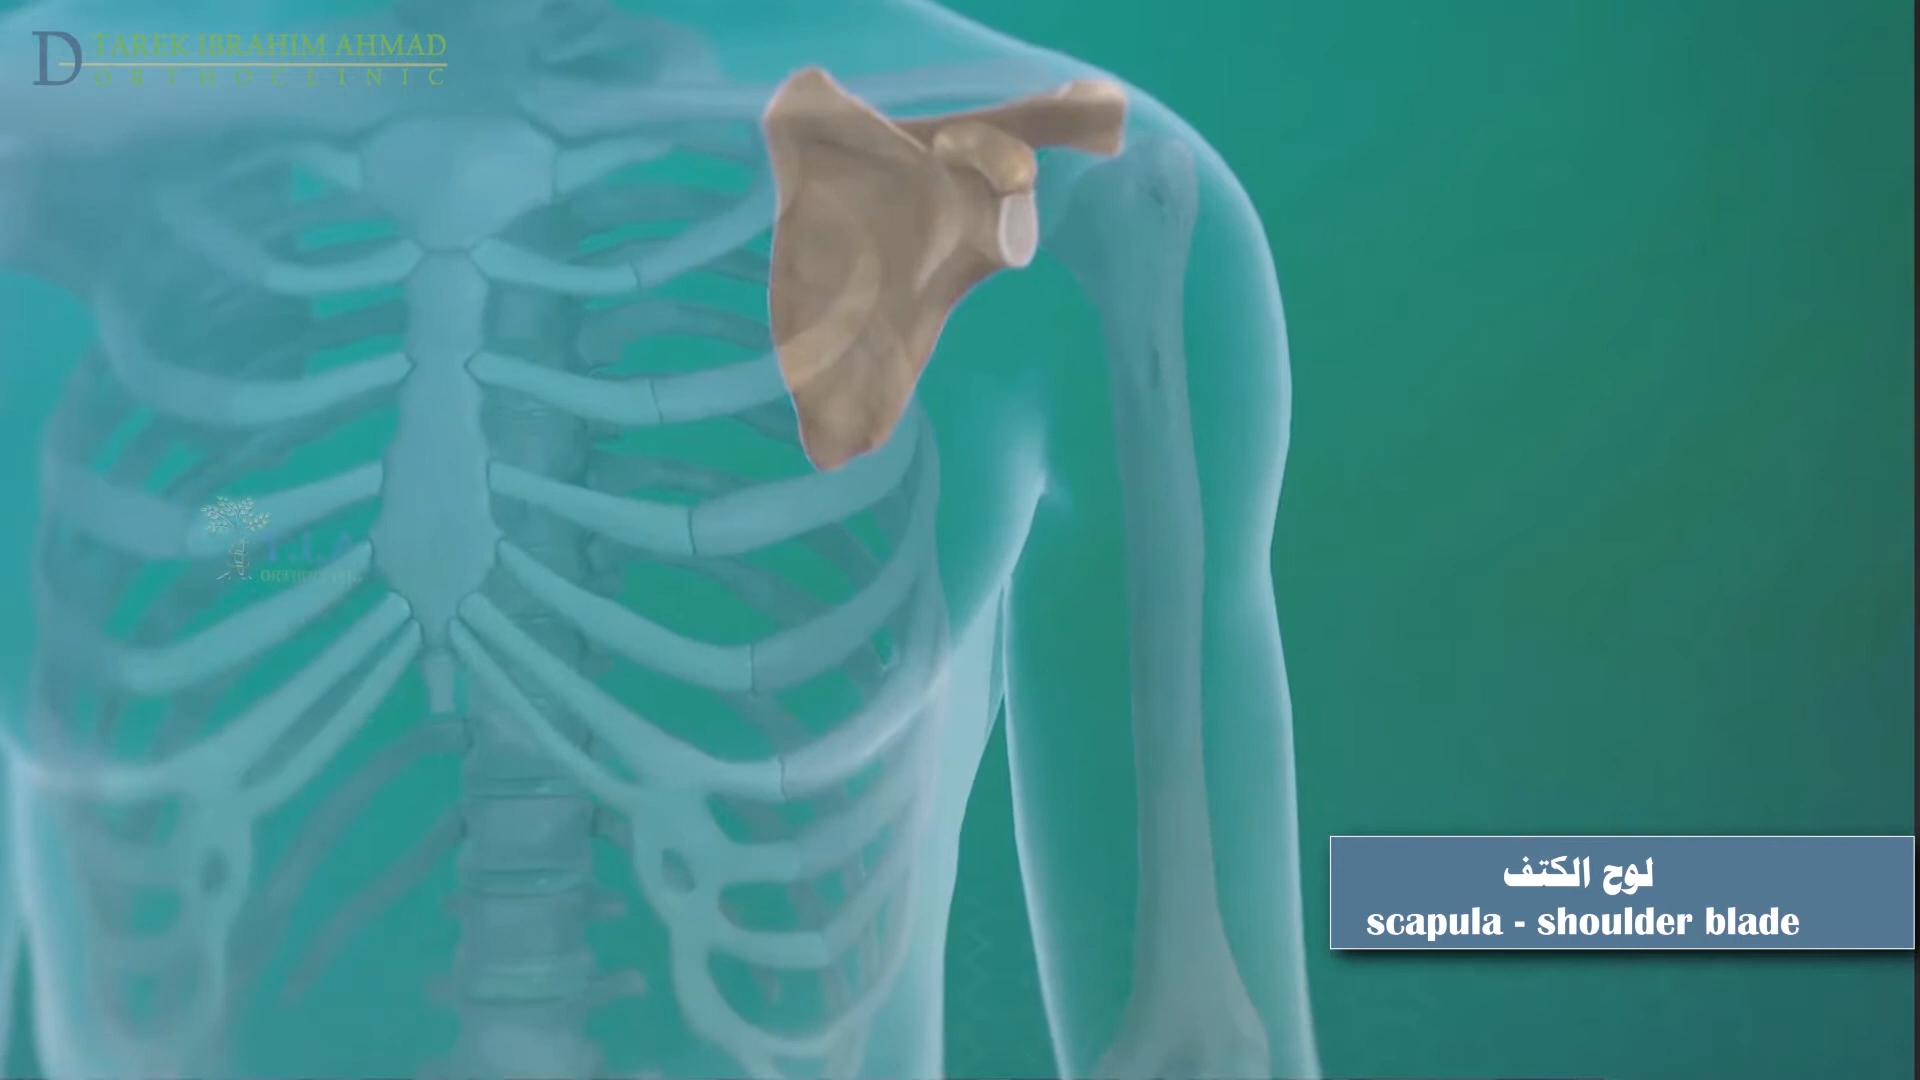 D TAREK IBRAHIM AHMAD
ORTHOCLINIC
لوح الكتف
scapula - shoulder blade